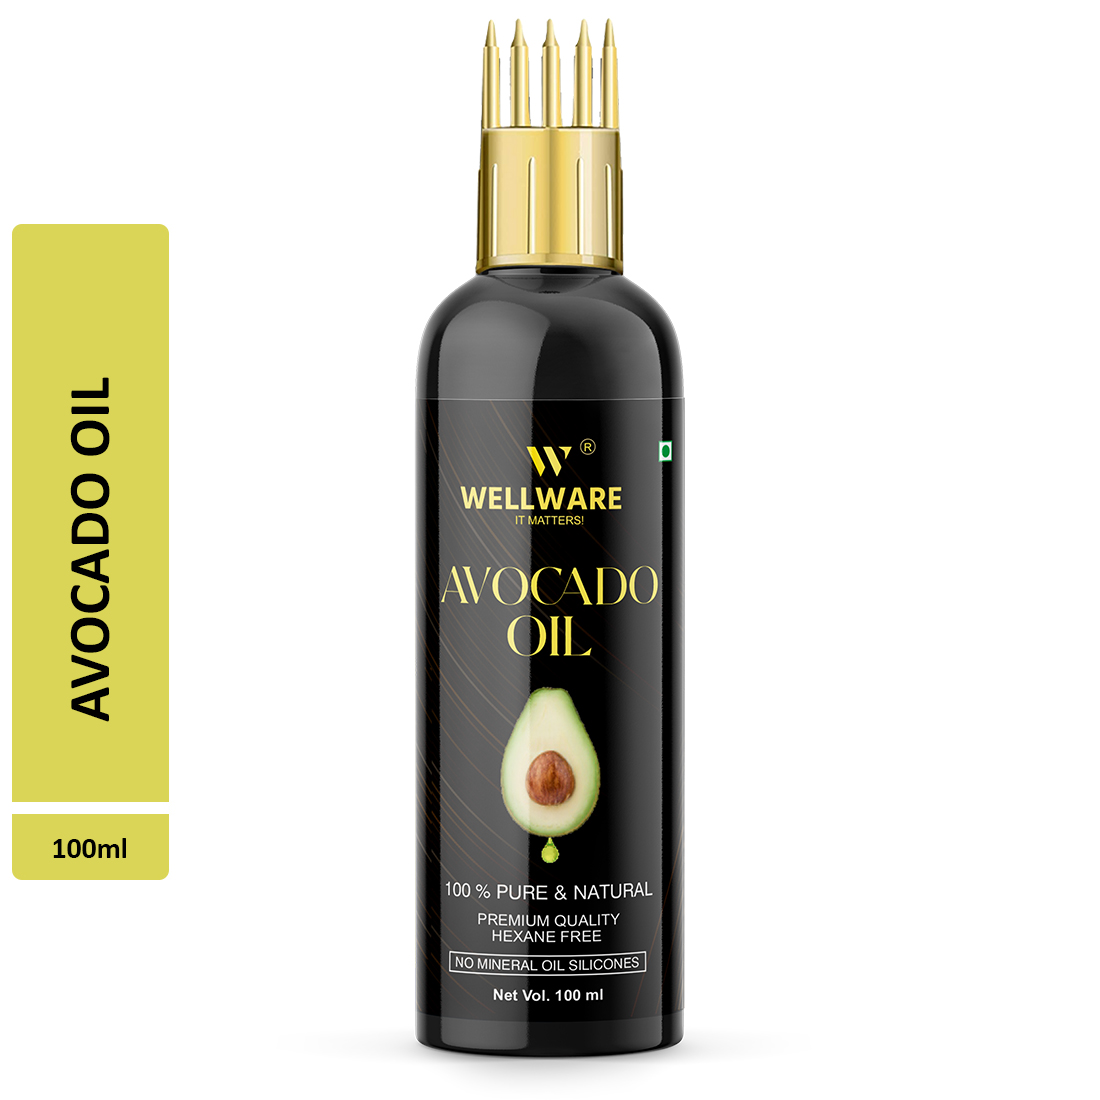 AVOCADO OIL
100ml
W ®
WELLWARE
IT MATTERS!
AVOCADO
OIL
100 % PURE & NATURAL
PREMIUM QUALITY
HEXANE FREE
NO MINERAL OIL SILICONES
Net Vol. 100 ml